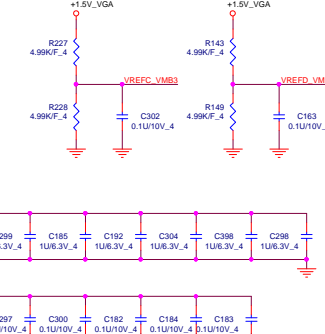 +1.5V_VGA +1.5V_VGA
R227 R143
4.99K/F_4 4.99K/F_4
VREFC_VMB3 VREFD_VM
R228 R149
4.99K/F_4 4.99K/F_4
C302 C163
0.1U/10V_4 0.1U/10V_
299 C185 C192 C304 C398 C298
.3V_4 1U/6.3V_4 1U/6.3V_4 1U/6.3V_4 1U/6.3V_4 1U/6.3V_4
297 C300 C182 C184 C183
/10V_4 0.1U/10V_4 0.1U/10V_4 0.1U/10V_4 0.1U/10V_4